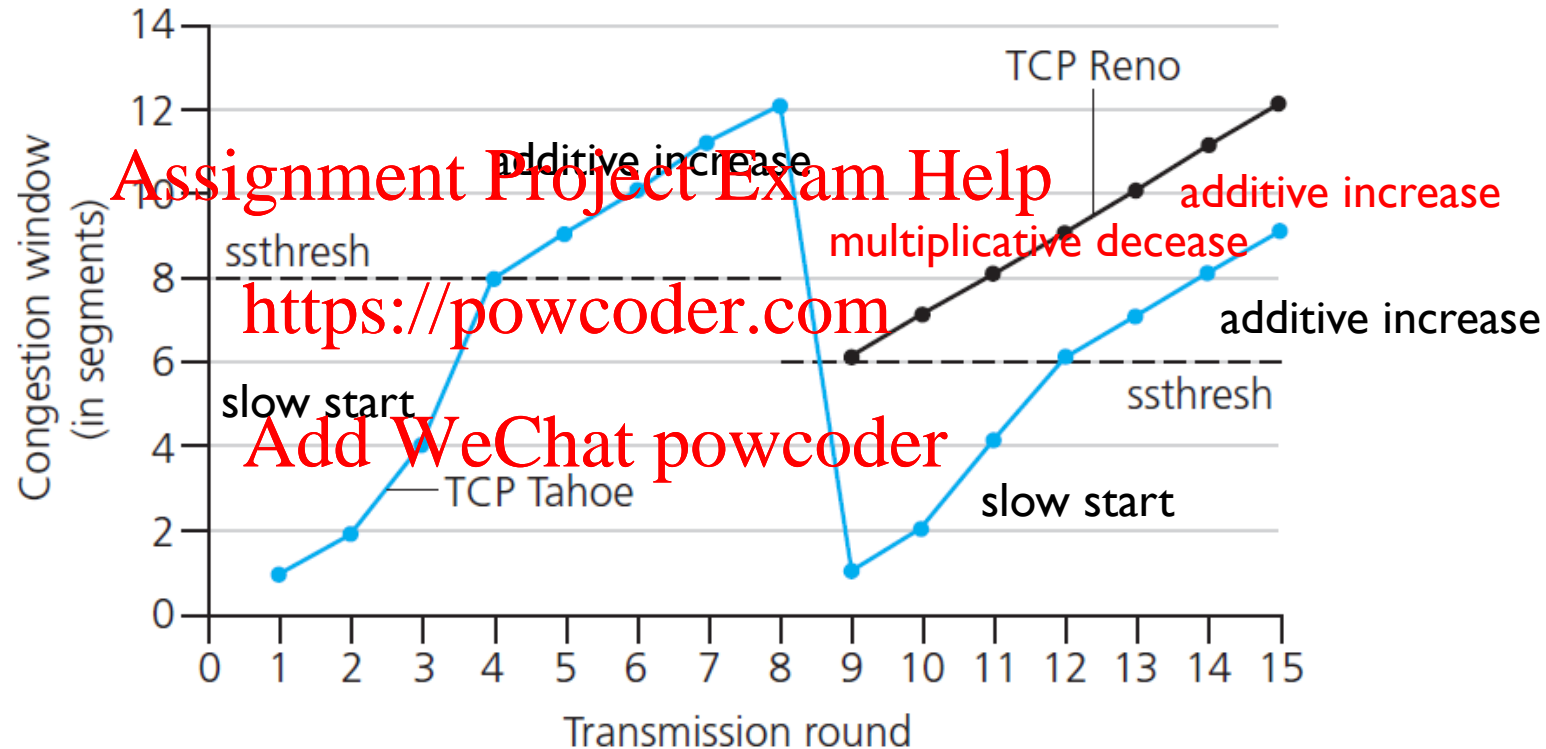 14
TCP Reno
12
additive increase
Assignment Project Exam Help
10
additive increase
multiplicative decease
ssthresh
8
https://powcoder.com
additive increase
6
ssthresh
slow start
4
Add WeChat powcoder
TCP Tahoe
slow start
2
0
0 1 2 3 4 5 6 7 8 9 10 11 12 13 14 15
Transmission round
Congestion window
(in segments)